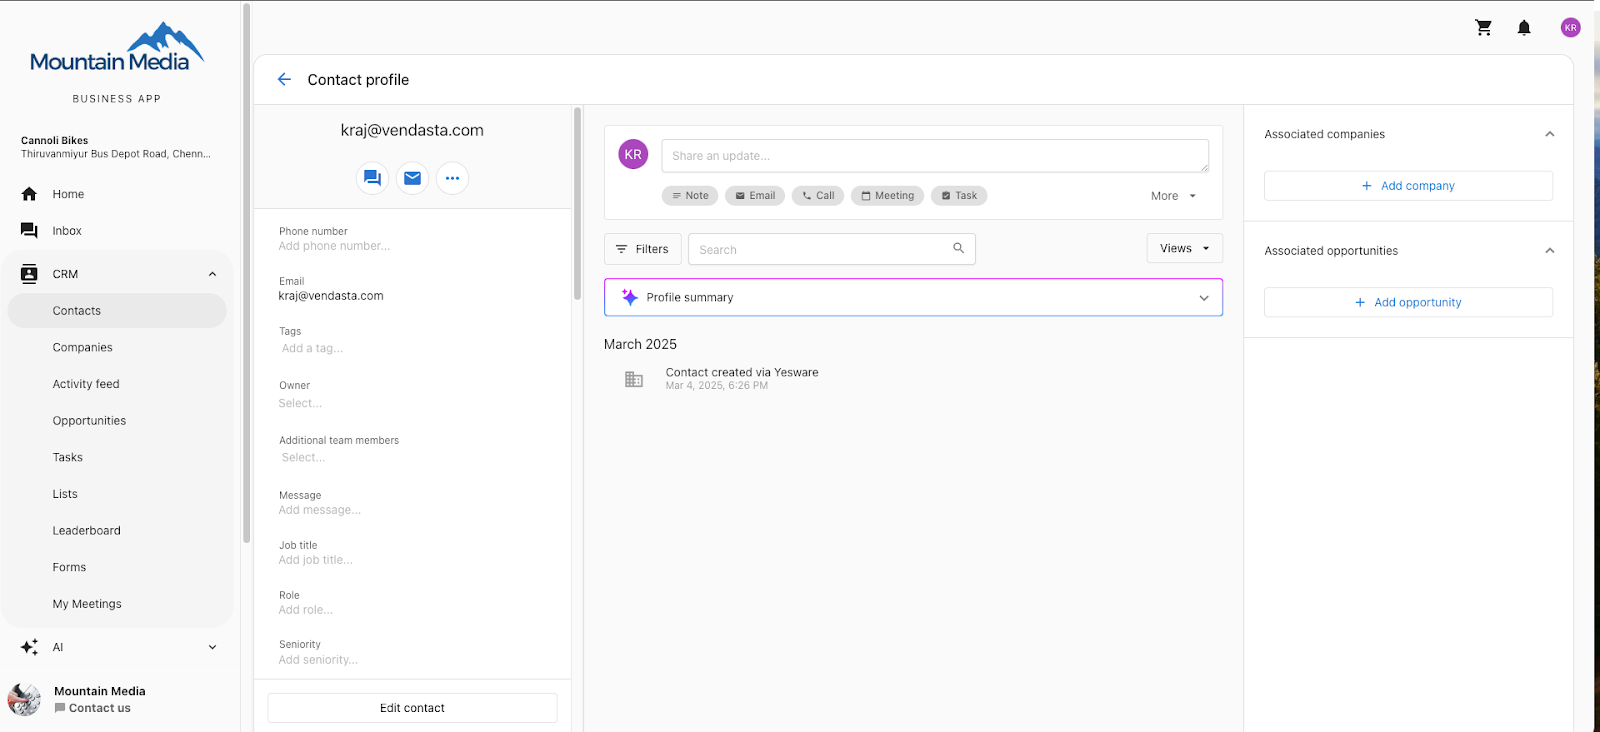 Mountain Media
BUSINESS APP
Cannoli Bikes
Thiruvanmiyur Bus Depot Road, Chenn...
Home
Inbox
CRM
Contacts
Companies
Activity feed
Opportunities
Tasks
Lists
Leaderboard
Forms
My Meetings
AI
Mountain Media
Contact us
KR
Contact profile
kraj@vendasta.com
Phone number
Add phone number...
Email
kraj@vendasta.com
Tags
Add a tag...
Owner
Select...
Additional team members
Select...
Message
Add message...
Job title
Add job title...
Role
Add role...
Seniority
Add seniority...
Edit contact
KR
Share an update...
Note Email Call Meeting Task More
Filters Search Views
Profile summary
March 2025
Contact created via Yesware
Mar 4, 2025, 6:26 PM
Associated companies
+ Add company
Associated opportunities
+ Add opportunity